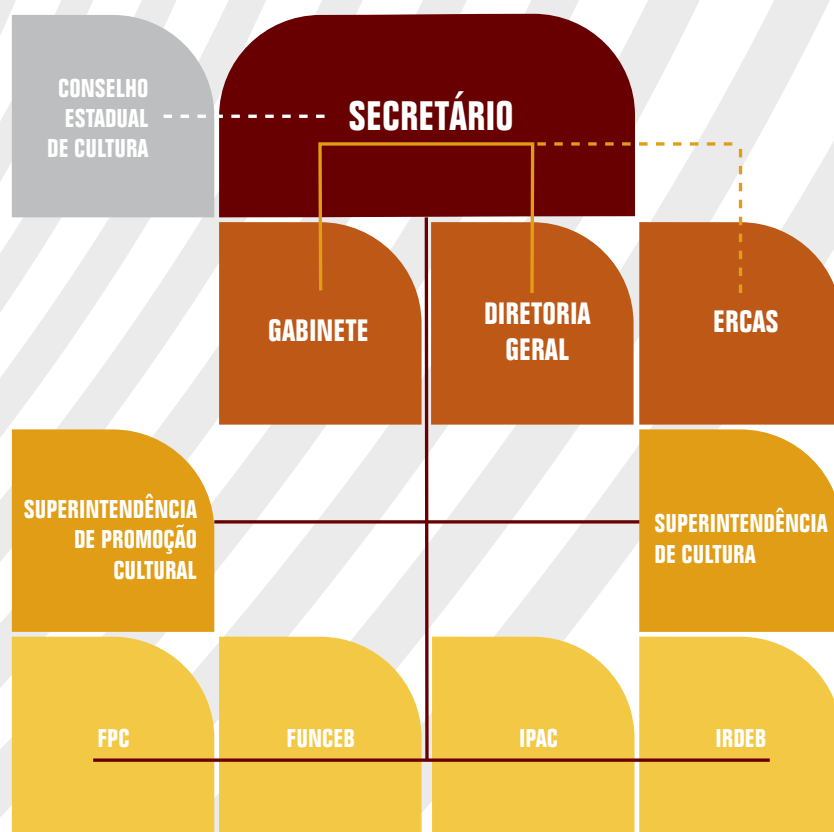 CONSELHO
ESTADUAL
DE CULTURA
SECRETÁRIO
GABINETE
DIRETORIA
GERAL
ERCAS
SUPERINTENDÊNCIA
DE PROMOÇÃO
CULTURAL
SUPERINTENDÊNCIA
DE CULTURA
FPC
FUNCEB
IPAC
IRDEB